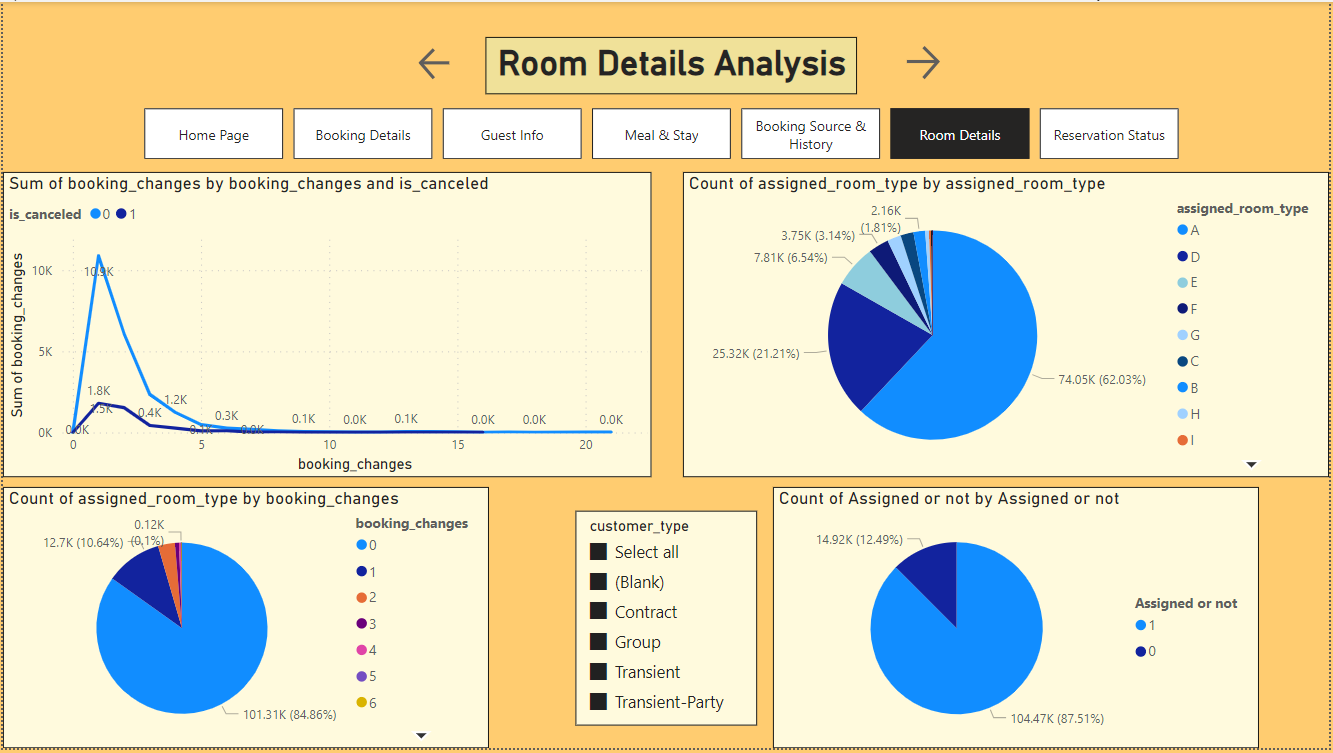 Room Details Analysis
Home Page
Booking Details
Guest Info
Meal & Stay
Booking Source &
History
Room Details
Reservation Status
Sum of booking_changes by booking_changes and is_canceled
is_canceled 0 1
Sum of booking_changes
10K
5K
0K
10.9K
1.8K
1.5K
0.4K
1.2K
0.3K
0.1K
0.0K
0.1K
0.0K
0.0K
0.0K
0.0K
0.0K
0.1K
0 5 10 15 20
booking_changes
Count of assigned_room_type by assigned_room_type
2.16K
(1.81%)
3.75K (3.14%)
7.81K (6.54%)
25.32K (21.21%)
74.05K (62.03%)
assigned_room_type
A
D
E
F
G
C
B
H
I
Count of assigned_room_type by booking_changes
0.12K
(0.1%)
12.7K (10.64%)
101.31K (84.86%)
booking_changes
0
1
2
3
4
5
6
customer_type
Select all
(Blank)
Contract
Group
Transient
Transient-Party
Count of Assigned or not by Assigned or not
14.92K (12.49%)
104.47K (87.51%)
Assigned or not
1
0